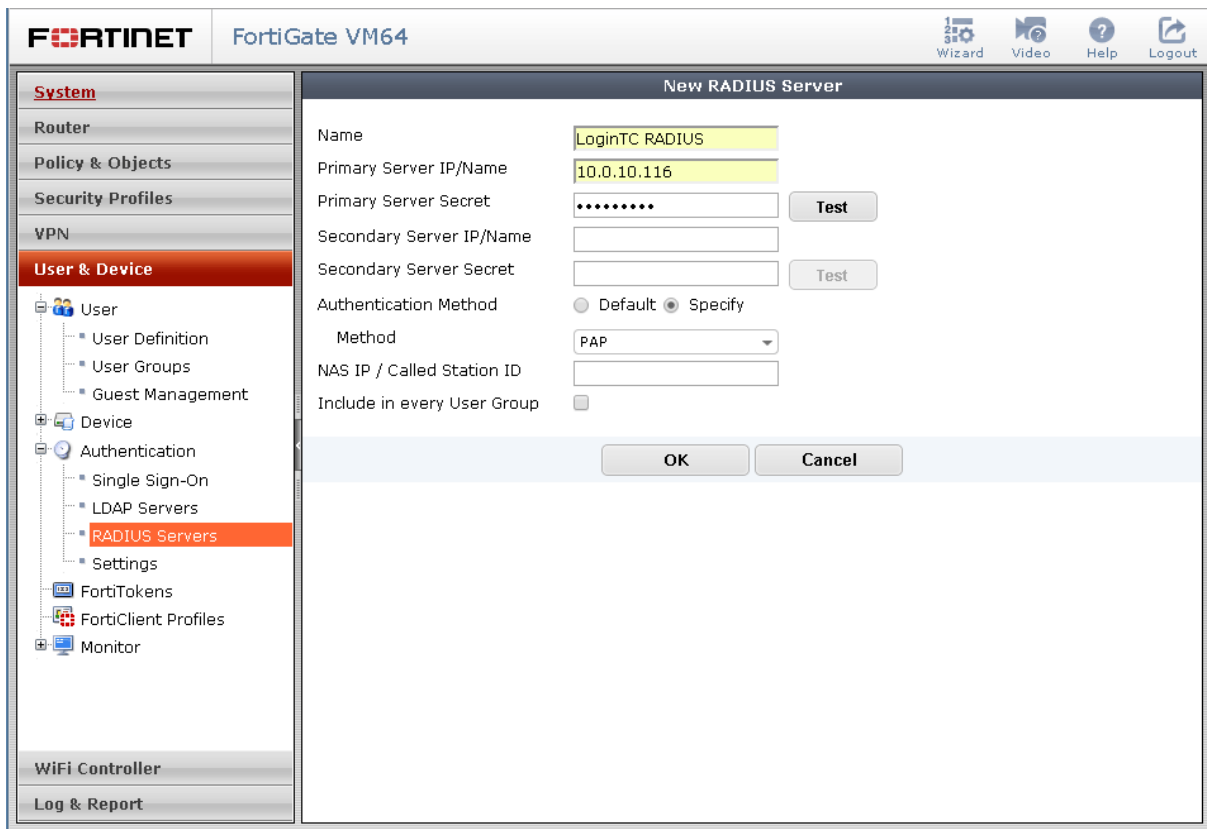 FORTINET
FortiGate VM64
Wizard
Video
Help
Logout
System
Router
Policy & Objects
Security Profiles
VPN
User & Device
User
User Definition
User Groups
Guest Management
Device
Authentication
Single Sign-On
LDAP Servers
RADIUS Servers
Settings
FortiTokens
FortiClient Profiles
Monitor
WiFi Controller
Log & Report
New RADIUS Server
Name LoginTC RADIUS
Primary Server IP/Name 10.0.10.116
Primary Server Secret ••••••••• Test
Secondary Server IP/Name
Secondary Server Secret Test
Authentication Method Default Specify
Method PAP
NAS IP / Called Station ID
Include in every User Group
OK Cancel